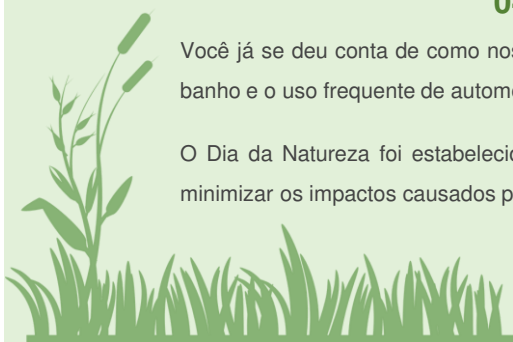 Você já se deu conta de como
banho e o uso frequente de
O Dia da Natureza foi
minimizar os impactos causados